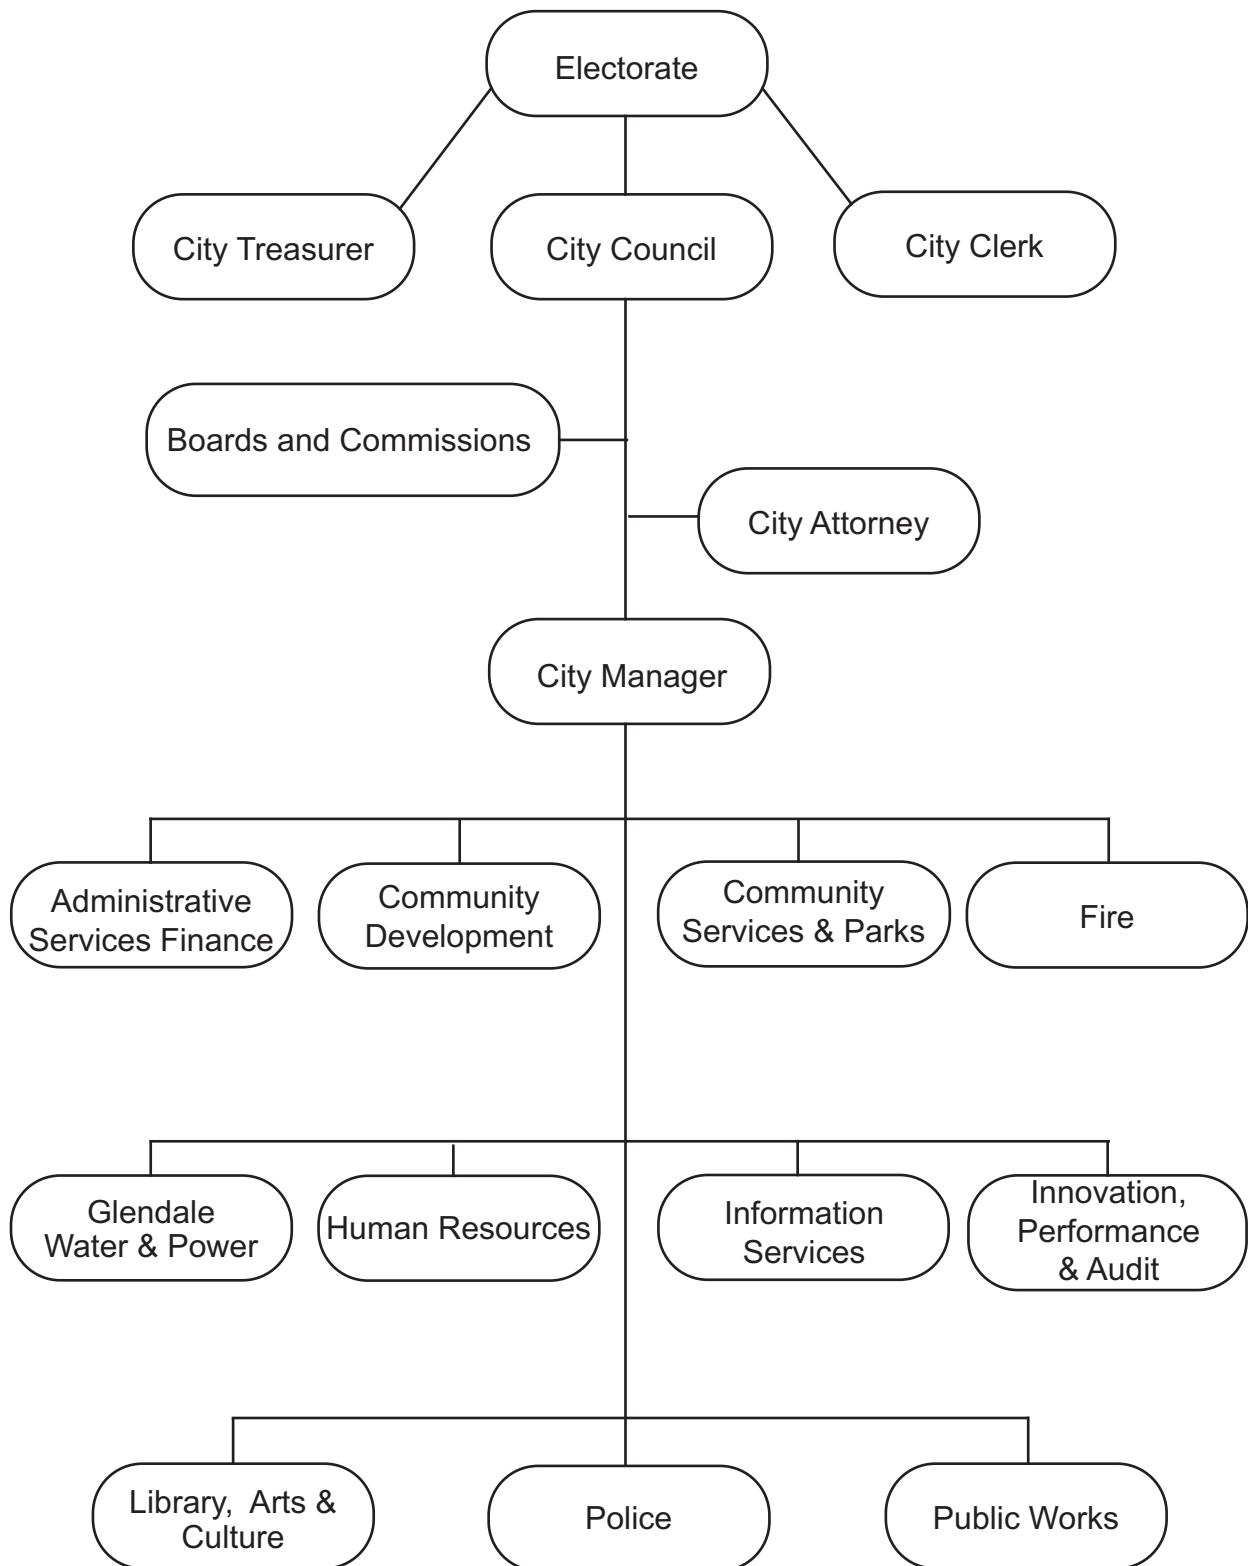 Electorate
City Treasurer
City Council
City Clerk
Boards and Commissions
City Attorney
City Manager
Administrative
Services Finance
Community
Development
Community
Services & Parks
Fire
Glendale
Water & Power
Human Resources
Information
Services
Innovation,
Performance
& Audit
Library, Arts &
Culture
Police
Public Works